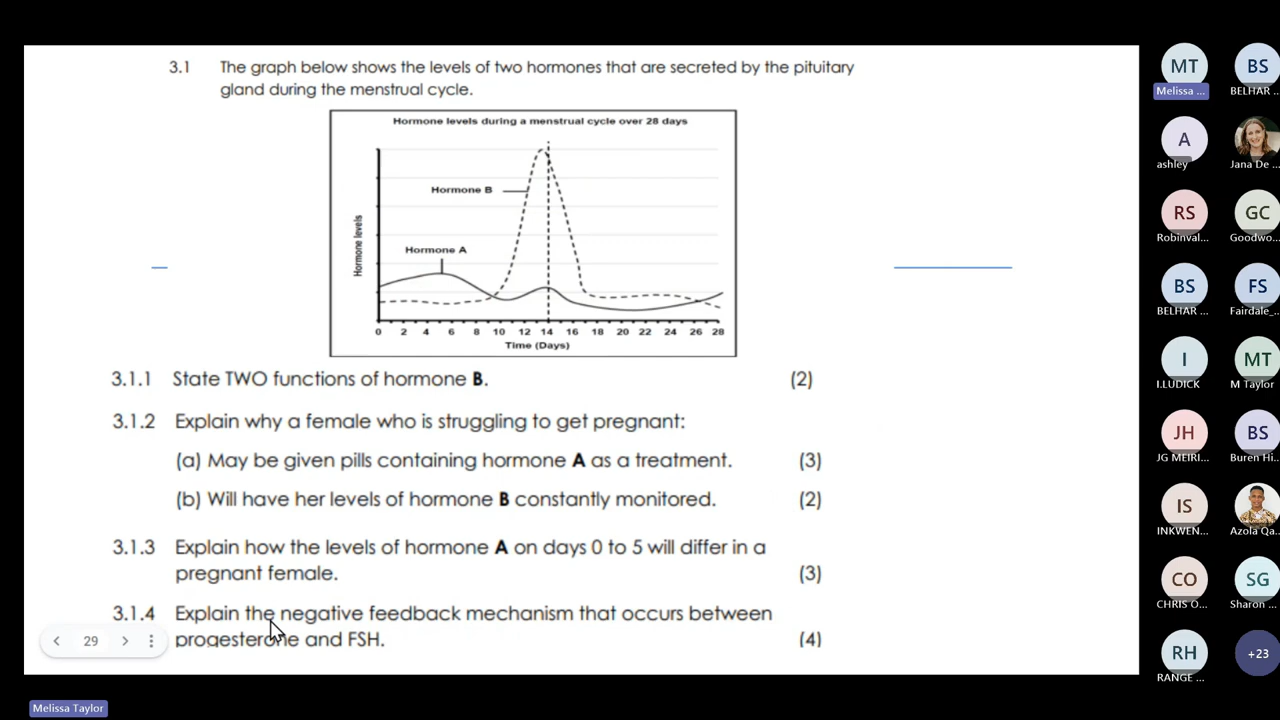 3.1 The graph below shows the levels of two hormones that are secreted by the pituitary
gland during the menstrual cycle.
Hormone levels during a menstrual cycle over 28 days
Hormone B
Hormone A
Hormone levels
0 2 4 6 8 10 12 14 16 18 20 22 24 26 28
Time (Days)
3.1.1 State TWO functions of hormone B. (2)
3.1.2 Explain why a female who is struggling to get pregnant:
(a) May be given pills containing hormone A as a treatment. (3)
(b) Will have her levels of hormone B constantly monitored. (2)
3.1.3 Explain how the levels of hormone A on days 0 to 5 will differ in a
pregnant female. (3)
3.1.4 Explain the negative feedback mechanism that occurs between
progesterone and FSH. (4)
29
Melissa Taylor
MT BS
Melissa ... BELHAR ...
A
ashley Jana De ...
RS GC
Robinval... Goodwo...
BS FS
BELHAR ... Fairdale_...
I MT
I.LUDICK M Taylor
JH BS
JG MEIRI... Buren Hi...
IS
INKWEN... Azola Qa...
CO SG
CHRIS O... Sharon ...
RH +23
RANGE ...